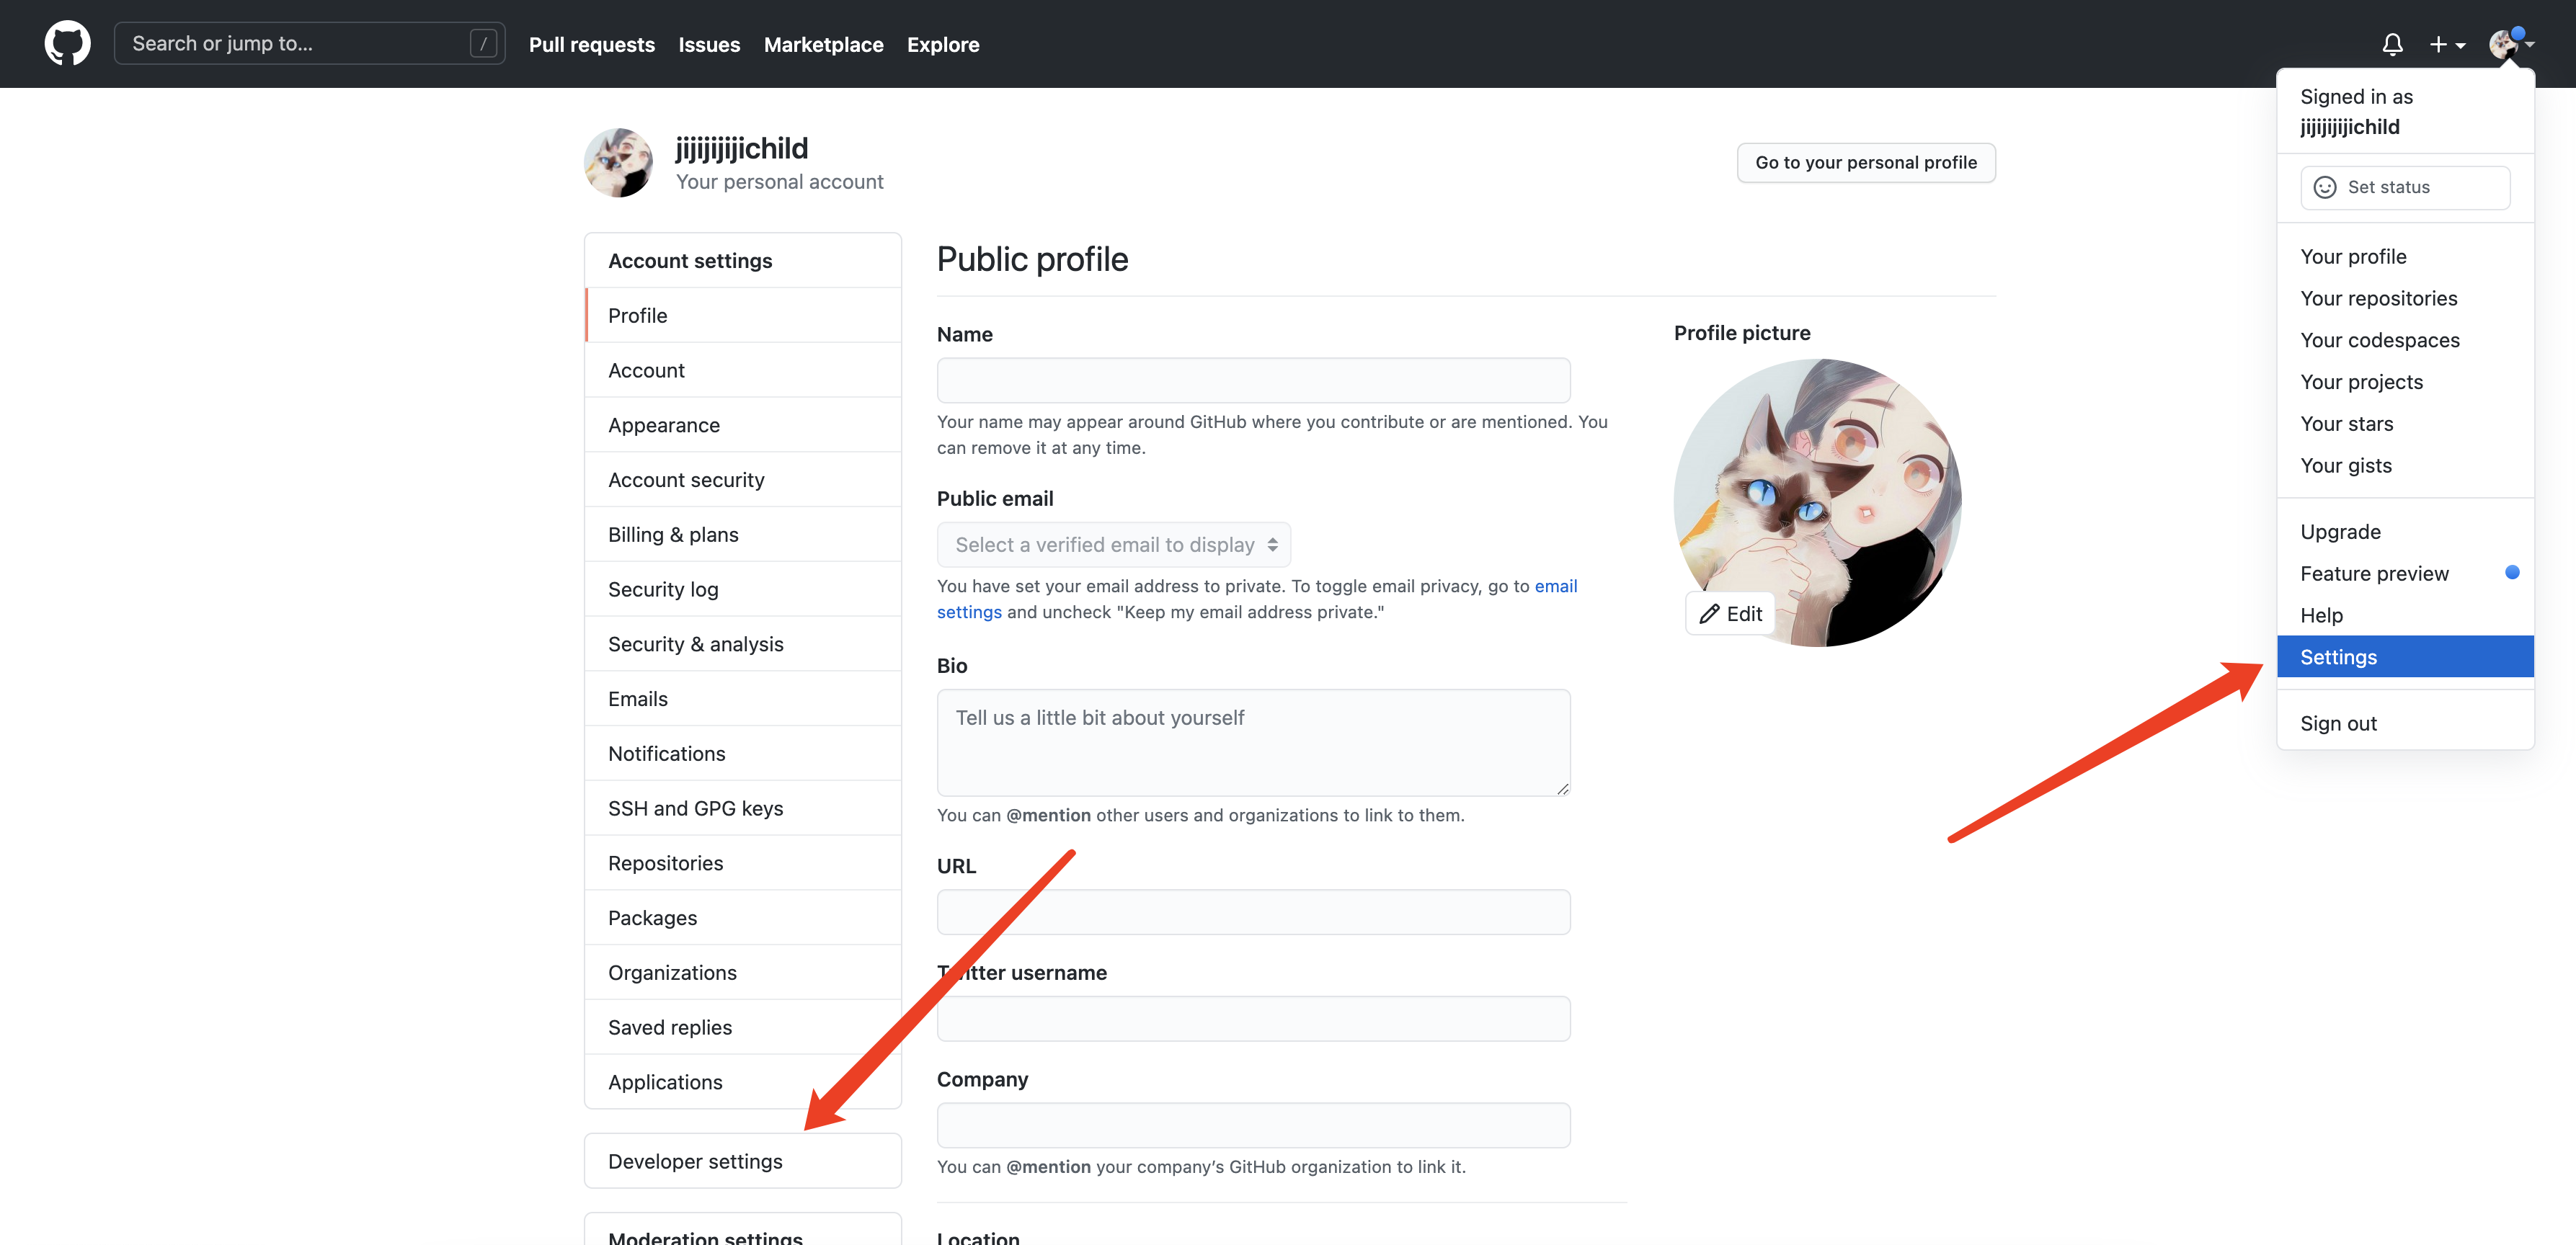 Search or jump to...
/
Pull requests
Issues
Marketplace
Explore
jijijijijichild
Your personal account
Go to your personal profile
Account settings
Profile
Account
Appearance
Account security
Billing & plans
Security log
Security & analysis
Emails
Notifications
SSH and GPG keys
Repositories
Packages
Organizations
Saved replies
Applications
Developer settings
Moderation settings
Public profile
Name
Your name may appear around GitHub where you contribute or are mentioned. You
can remove it at any time.
Public email
Select a verified email to display
You have set your email address to private. To toggle email privacy, go to email
settings and uncheck "Keep my email address private."
Bio
Tell us a little bit about yourself
You can @mention other users and organizations to link to them.
URL
Twitter username
Company
You can @mention your company’s GitHub organization to link it.
Location
Profile picture
Edit
Signed in as
jijijijijichild
Set status
Your profile
Your repositories
Your codespaces
Your projects
Your stars
Your gists
Upgrade
Feature preview
Help
Settings
Sign out